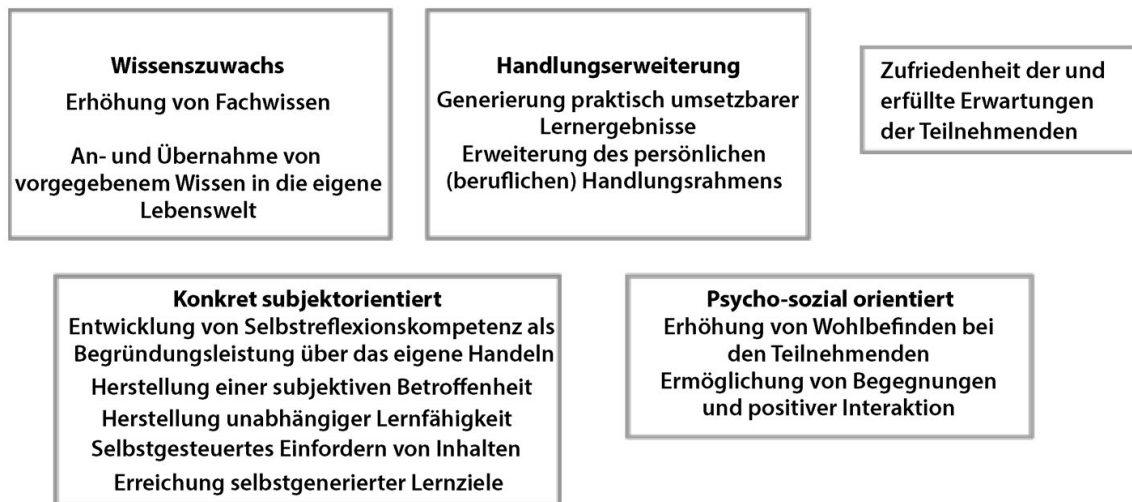 Wissenszuwachs
Erhöhung von Fachwissen
An- und Übernahme von
vorgegebenem Wissen in die eigene
Lebenswelt
Handlungserweiterung
Generierung praktisch umsetzbarer
Lernergebnisse
Erweiterung des persönlichen
(beruflichen) Handlungsrahmens
Zufriedenheit der und
erfüllte Erwartungen
der Teilnehmenden
Konkret subjektorientiert
Entwicklung von Selbstreflexionskompetenz als
Begründungsleistung über das eigene Handeln
Herstellung einer subjektiven Betroffenheit
Herstellung unabhängiger Lernfähigkeit
Selbstgesteuertes Einfordern von Inhalten
Erreichung selbstgenerierter Lernziele
Psycho-sozial orientiert
Erhöhung von Wohlbefinden bei
den Teilnehmenden
Ermöglichung von Begegnungen
und positiver Interaktion